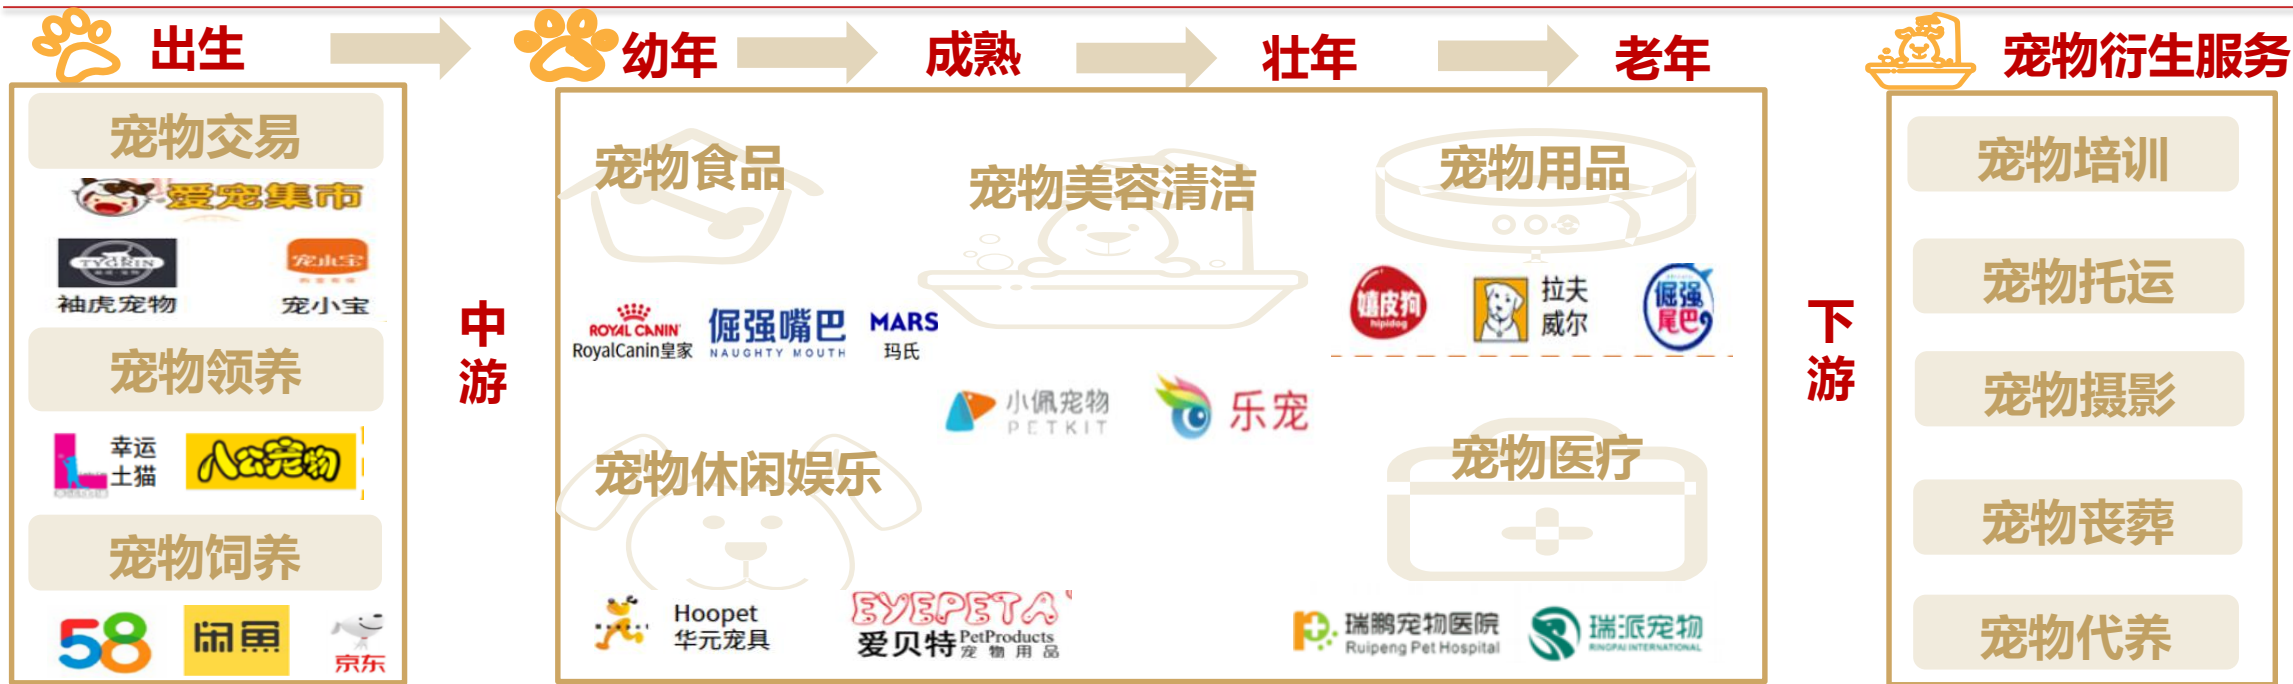 出生
幼年
成熟
壮年
老年
宠物衍生服务
宠物交易
爱宠集市
TYGRIN
袖虎宠物
宠小宝
宠小宝
宠物领养
幸运
土猫
八公宠物
宠物饲养
58
闲鱼
京东
中
游
宠物食品
ROYAL CANIN
RoyalCanin皇家
倔强嘴巴
NAUGHTY MOUTH
MARS
玛氏
宠物美容清洁
小佩宠物
PETKIT
乐宠
宠物用品
嬉皮狗
hipidog
拉夫
威尔
倔强
尾巴
宠物休闲娱乐
Hoopet
华元宠具
EYEPETA
爱贝特 PetProducts
宠物用品
宠物医疗
瑞鹏宠物医院
Ruipeng Pet Hospital
瑞派宠物
RINGPAI INTERNATIONAL
下
游
宠物培训
宠物托运
宠物摄影
宠物丧葬
宠物代养